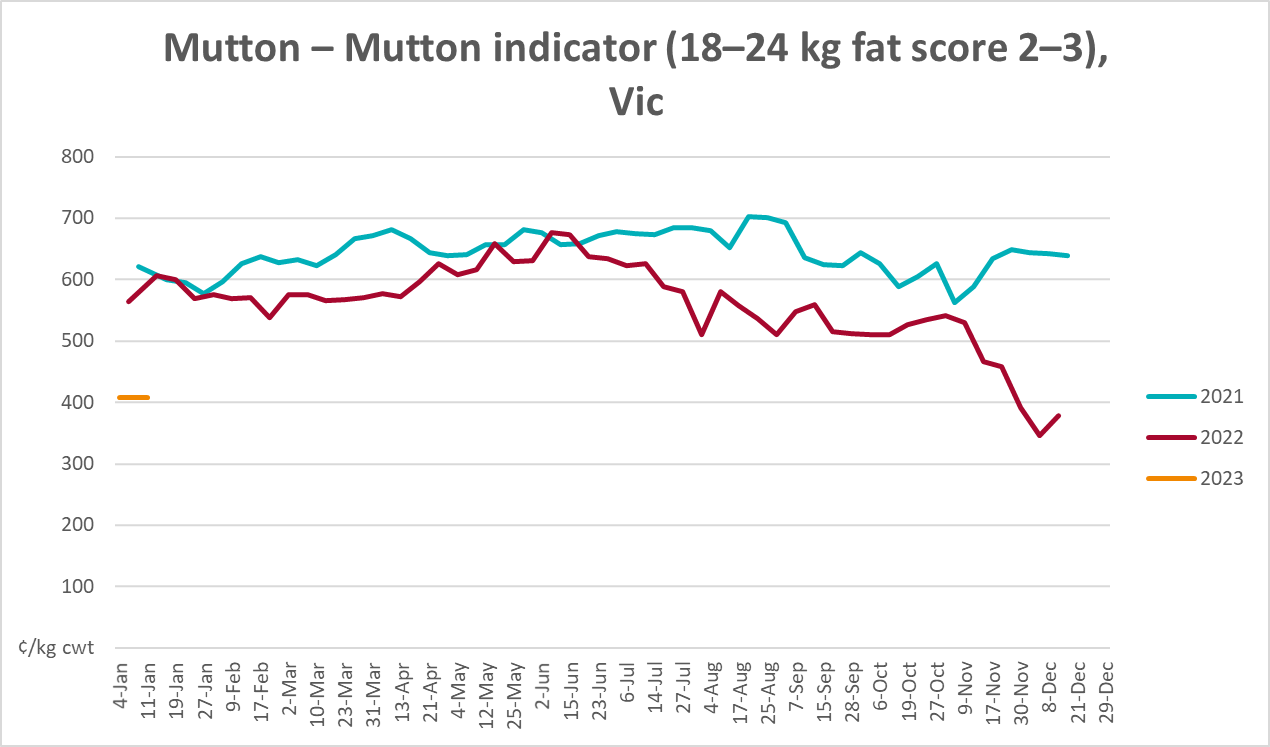 Mutton – Mutton indicator (18–24 kg fat score 2–3),
Vic
800
700
600
500
400
300
200
100
¢/kg cwt
4-Jan
11-Jan
19-Jan
27-Jan
9-Feb
17-Feb
2-Mar
10-Mar
23-Mar
31-Mar
13-Apr
21-Apr
4-May
12-May
25-May
2-Jun
15-Jun
23-Jun
6-Jul
14-Jul
27-Jul
4-Aug
17-Aug
25-Aug
7-Sep
15-Sep
28-Sep
6-Oct
19-Oct
27-Oct
9-Nov
17-Nov
30-Nov
8-Dec
21-Dec
29-Dec
2021
2022
2023